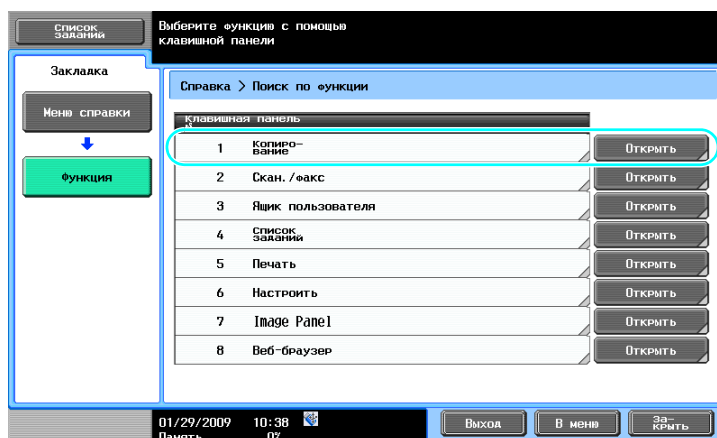 Список
заданий
Выберите функцию с помощью
клавишной панели
Закладка
Меню справки
Функция
Справка > Поиск по функции
Клавишная панель
1 Копиро-
вание Открыть
2 Скан./факс Открыть
3 Ящик пользователя Открыть
4 Список
заданий Открыть
5 Печать Открыть
6 Настроить Открыть
7 Image Panel Открыть
8 Веб-браузер Открыть
01/29/2009 10:38
Память 0%
Выход
В меню
За-
крыть